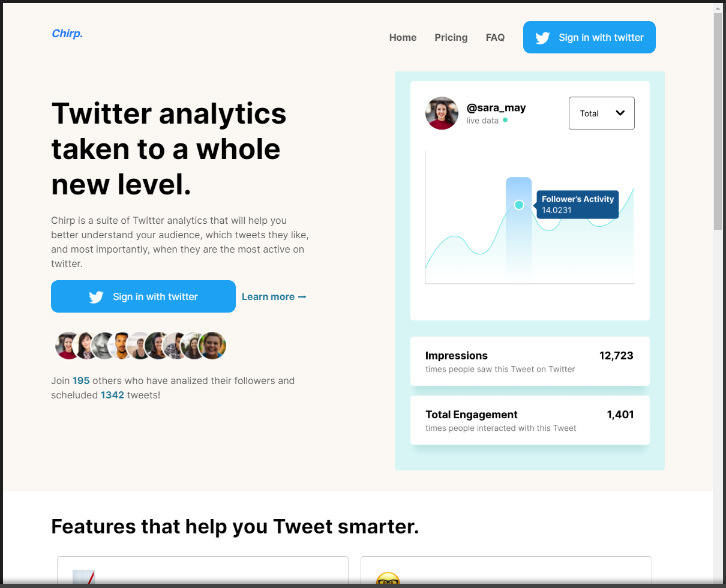 Chirp.
Home Pricing FAQ Sign in with twitter
Twitter analytics
taken to a whole
new level.
Chirp is a suite of Twitter analytics that will help you
better understand your audience, which tweets they like,
and most importantly, when they are the most active on
twitter.
Sign in with twitter Learn more →
Join 195 others who have analized their followers and
scheluded 1342 tweets!
@sara_may
live data
Total
Follower's Activity
14.0231
Impressions 12,723
times people saw this Tweet on Twitter
Total Engagement 1,401
times people interacted with this Tweet
Features that help you Tweet smarter.